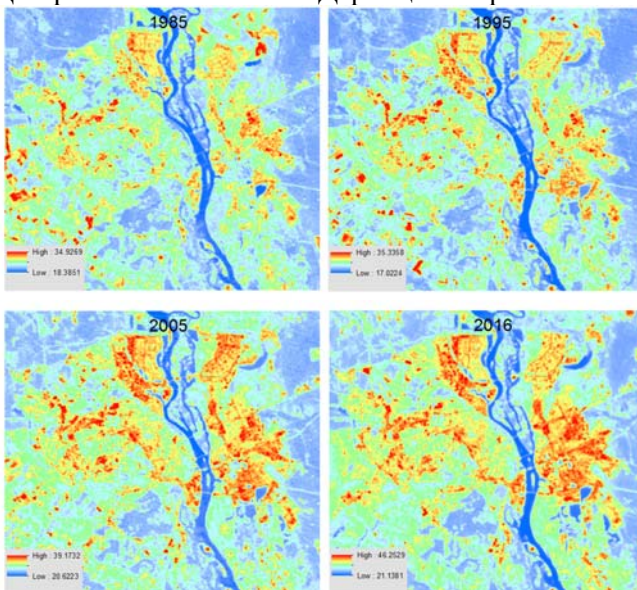 1985
1995
High : 34.9269
Low : 18.3851
High : 35.3358
Low : 17.0224
2005
2016
High : 39.1732
Low : 20.6223
High : 46.2529
Low : 21.1381